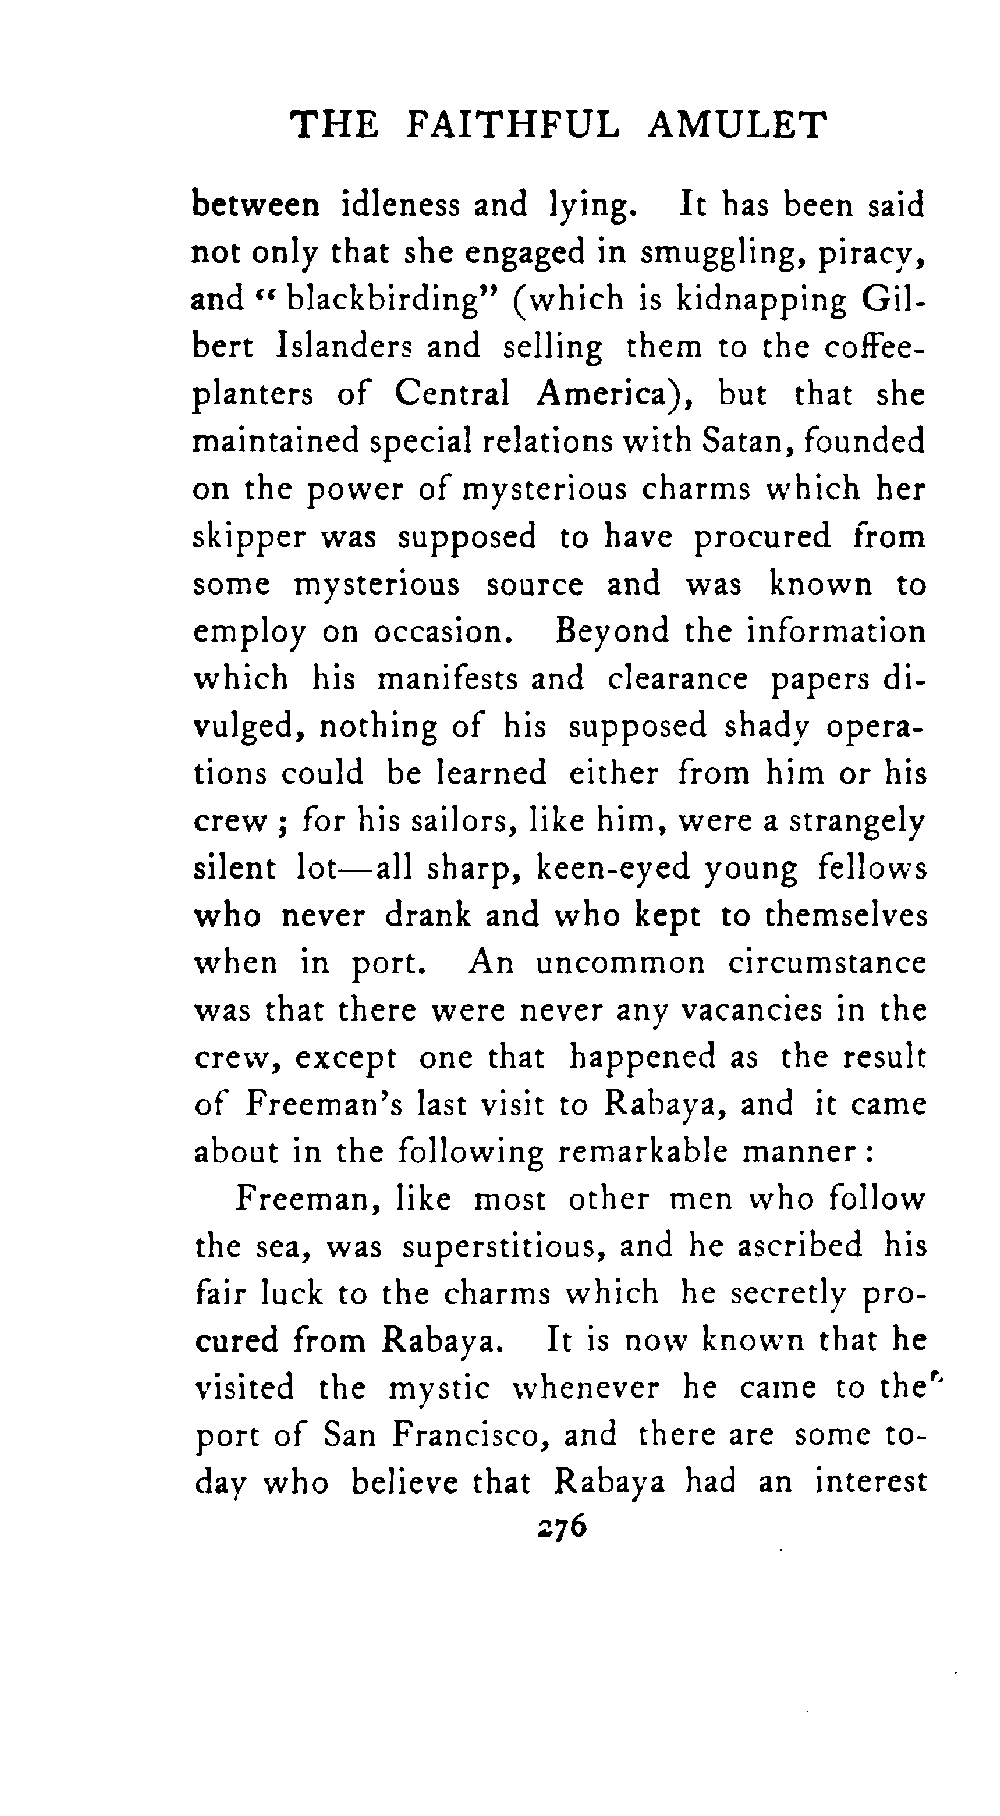 THE FAITHFUL AMULET
between idleness and lying. It has been said
not only that she engaged in smuggling, piracy,
and “ blackbirding” (which is kidnapping Gil-
bert Islanders and selling them to the coffee-
planters of Central America), but that she
maintained special relations with Satan, founded
on the power of mysterious charms which her
skipper was supposed to have procured from
some mysterious source and was known to
employ on occasion. Beyond the information
which his manifests and clearance papers di-
vulged, nothing of his supposed shady opera-
tions could be learned either from him or his
crew ; for his sailors, like him, were a strangely
silent lot—all sharp, keen-eyed young fellows
who never drank and who kept to themselves
when in port. An uncommon circumstance
was that there were never any vacancies in the
crew, except one that happened as the result
of Freeman's last visit to Rabaya, and it came
about in the following remarkable manner :
Freeman, like most other men who follow
the sea, was superstitious, and he ascribed his
fair luck to the charms which he secretly pro-
cured from Rabaya. It is now known that he
visited the mystic whenever he came to the
port of San Francisco, and there are some to-
day who believe that Rabaya had an interest
276